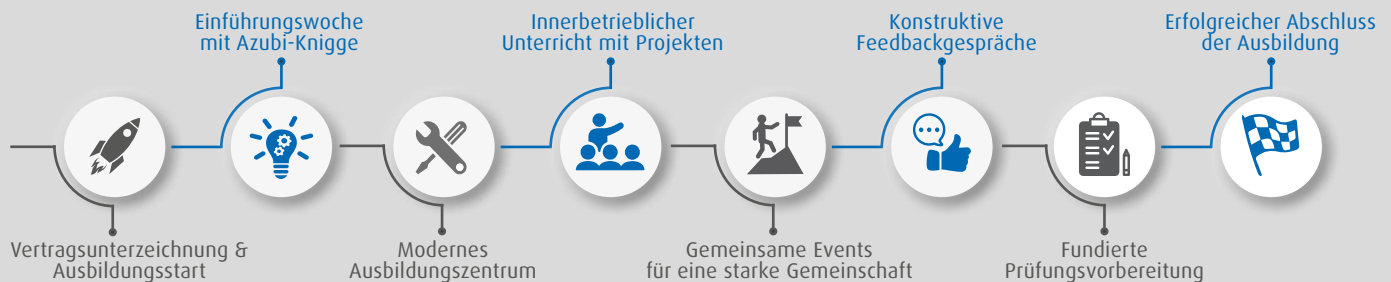 Einführungswoche
mit Azubi-Knigge
Innerbetrieblicher
Unterricht mit Projekten
Konstruktive
Feedbackgespräche
Erfolgreicher Abschluss
der Ausbildung
Vertragsunterzeichnung &
Ausbildungsstart
Modernes
Ausbildungszentrum
Gemeinsame Events
für eine starke Gemeinschaft
Fundierte
Prüfungsvorbereitung